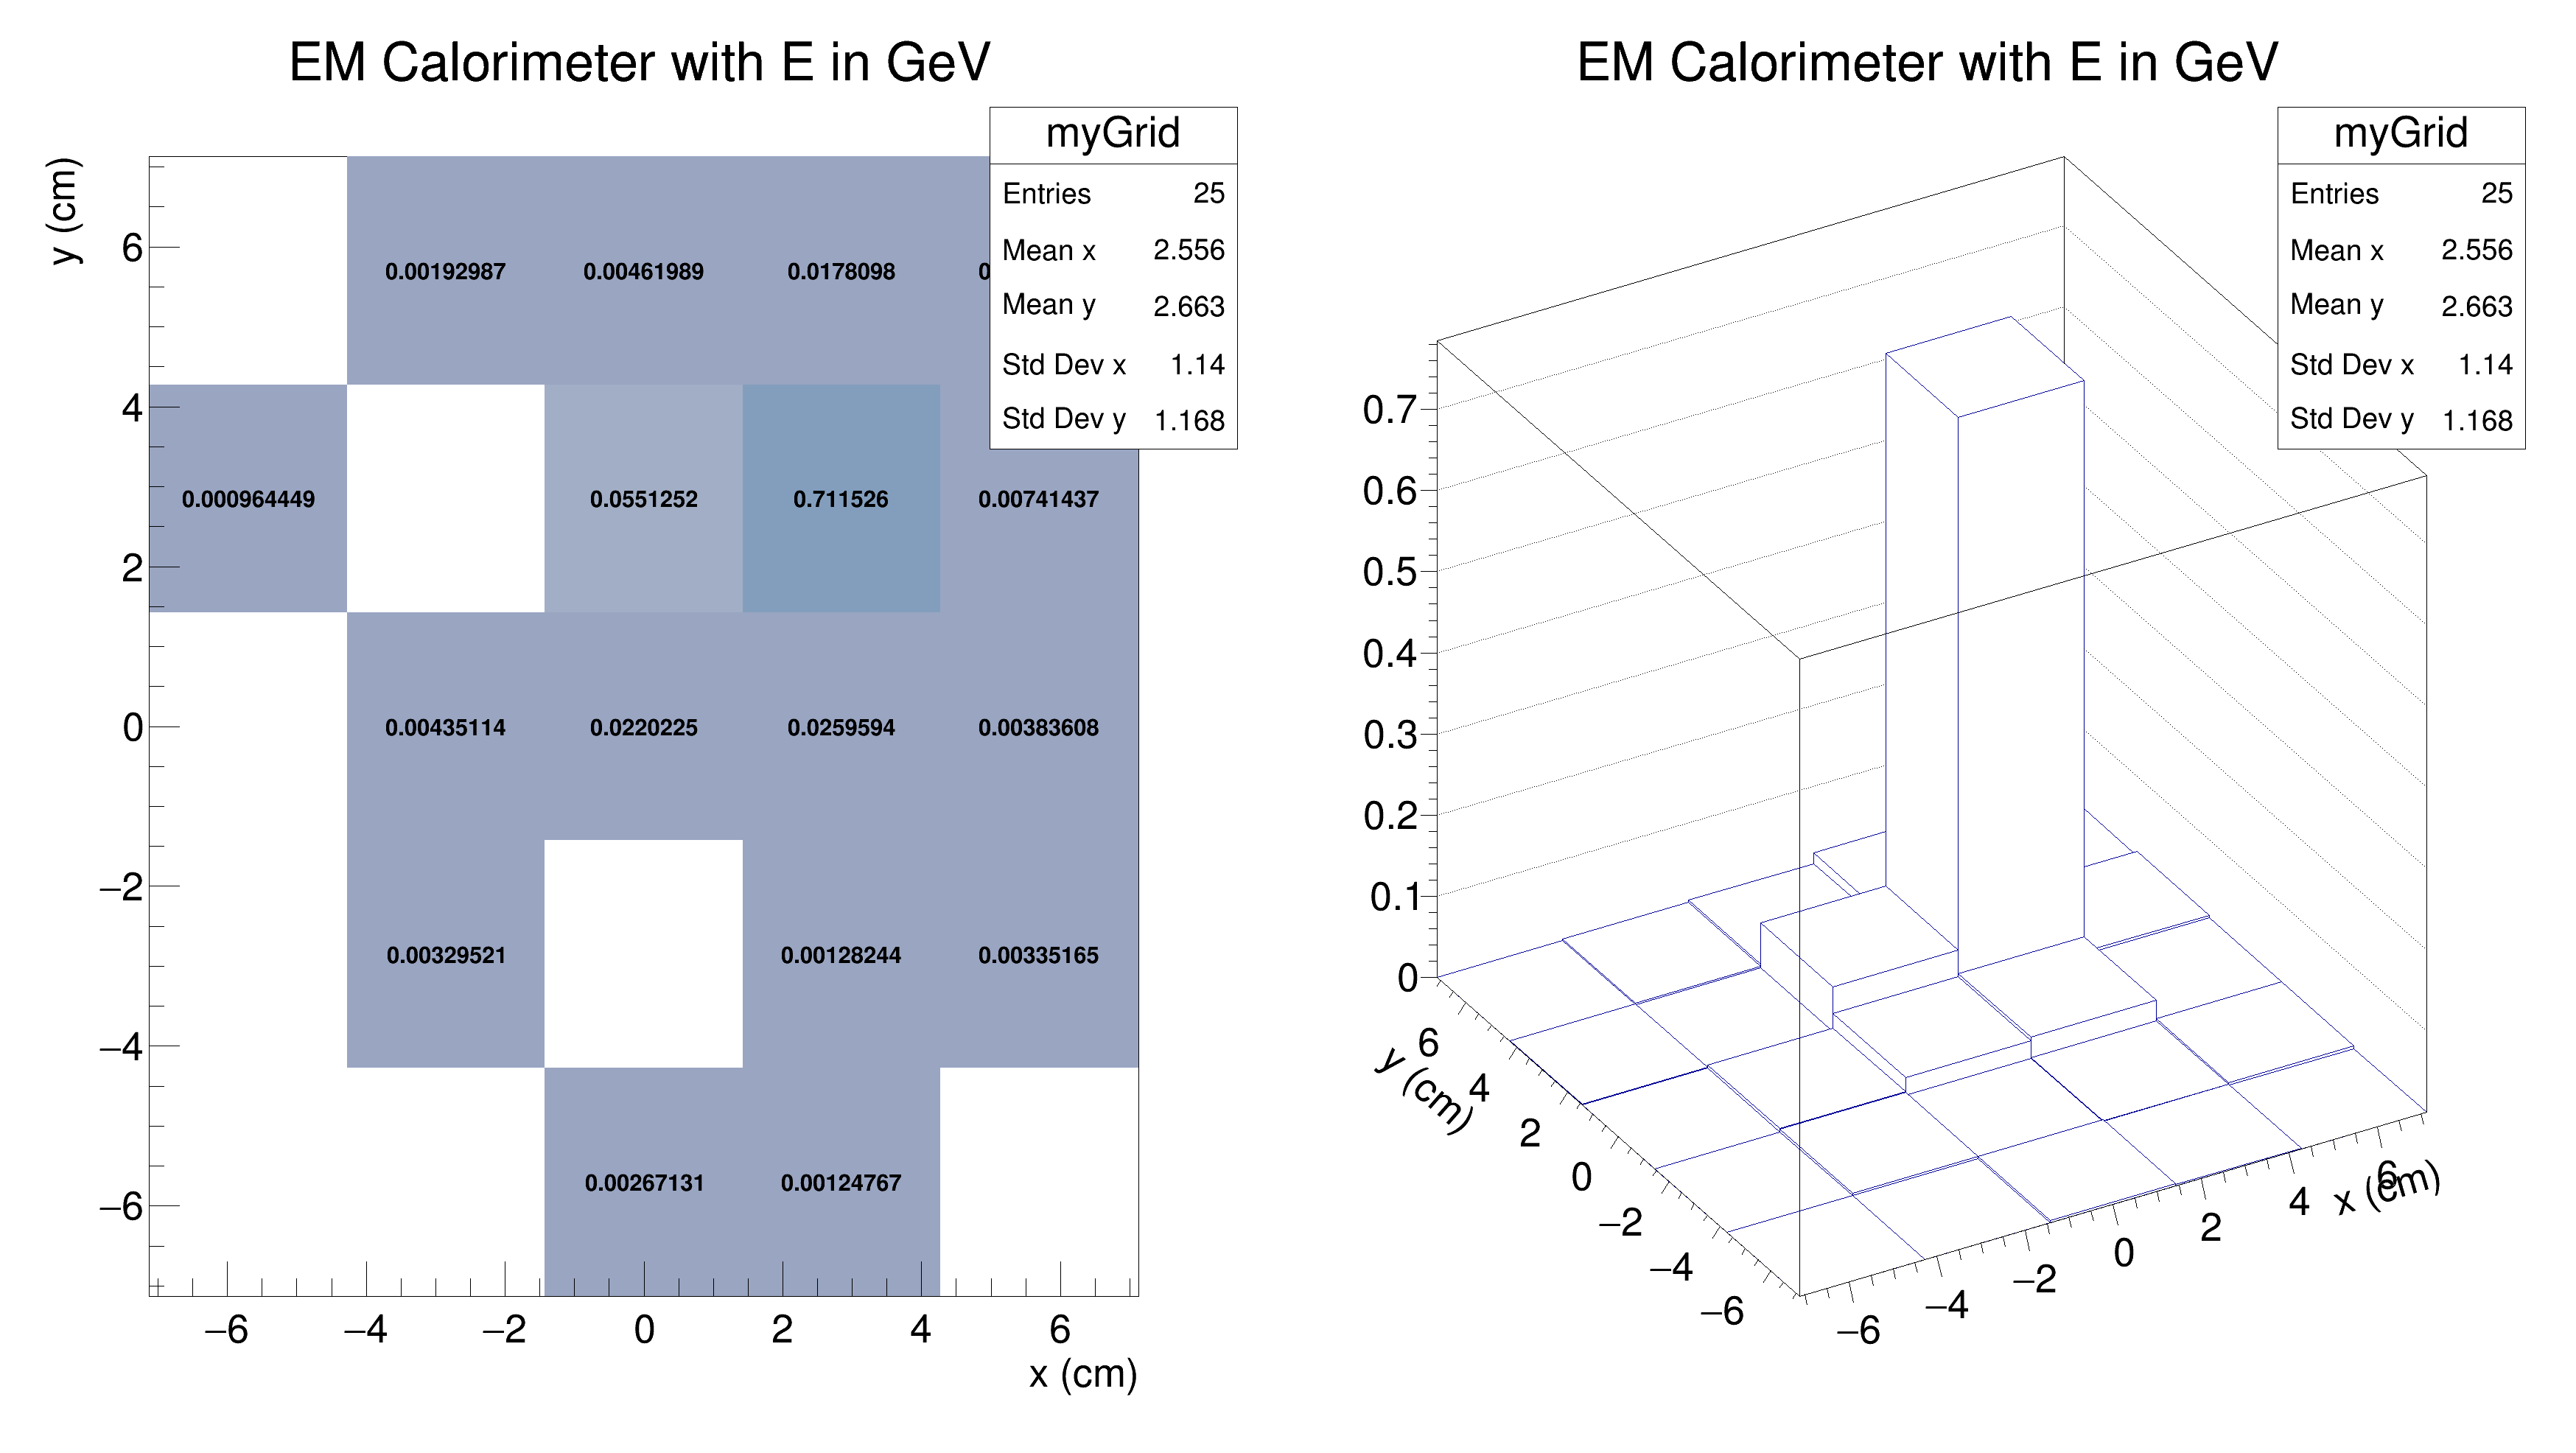 EM Calorimeter with E in GeV
myGrid
Entries 25
Mean x 2.556
Mean y 2.663
Std Dev x 1.14
Std Dev y 1.168
y (cm)
6
4
2
0
−2
−4
−6
0.00192987 0.00461989 0.0178098
0.000964449 0.0551252 0.711526 0.00741437
0.00435114 0.0220225 0.0259594 0.00383608
0.00329521 0.00128244 0.00335165
0.00267131 0.00124767
−6 −4 −2 0 2 4 6
x (cm)
EM Calorimeter with E in GeV
myGrid
Entries 25
Mean x 2.556
Mean y 2.663
Std Dev x 1.14
Std Dev y 1.168
0.7
0.6
0.5
0.4
0.3
0.2
0.1
0
y (cm)
6
4
2
0
−2
−4
−6
−6
−4
−2
0
2
4
6
x (cm)